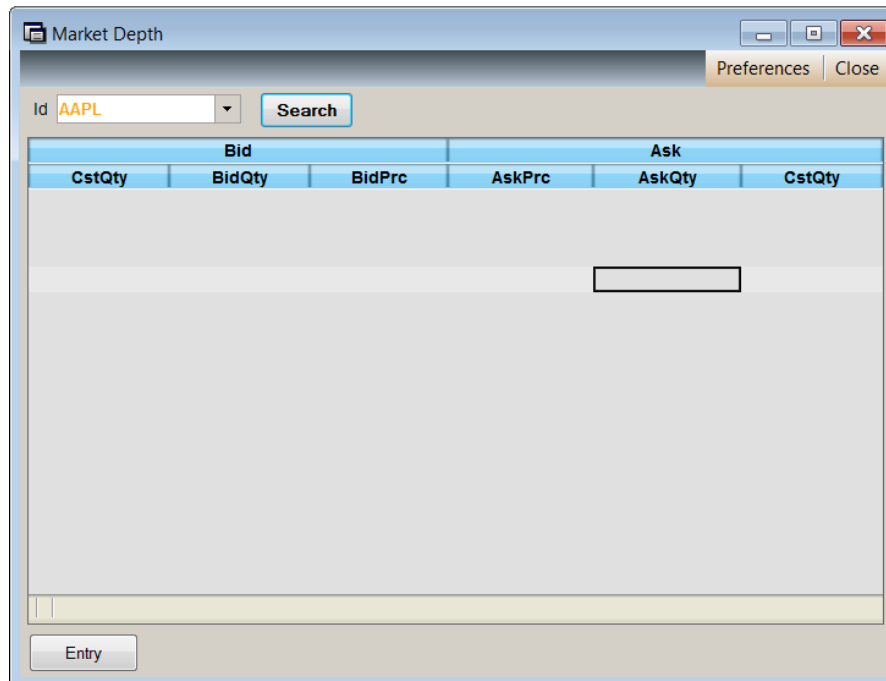 Market Depth
Preferences Close
Id AAPL Search
Bid Ask
CstQty BidQty BidPrc AskPrc AskQty CstQty
Entry